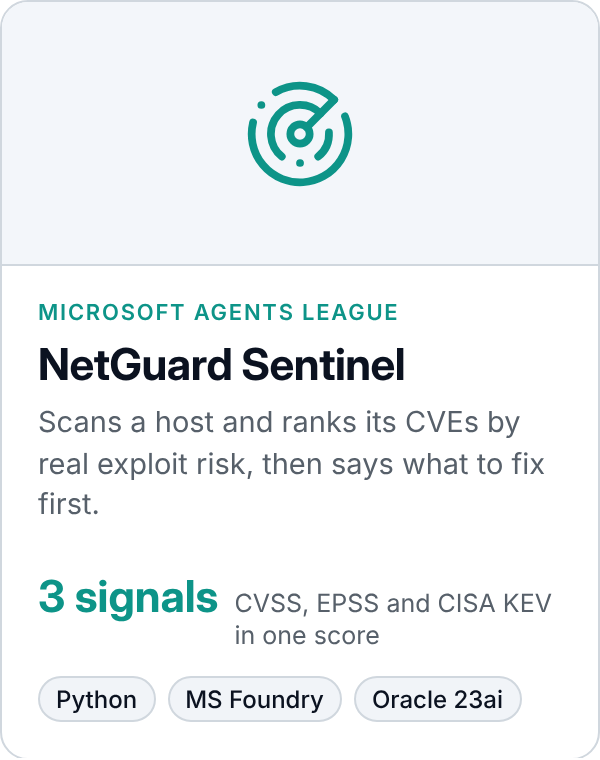 MICROSOFT AGENTS LEAGUE
NetGuard Sentinel
Scans a host and ranks its CVEs by
real exploit risk, then says what to fix
first.
3 signals
CVSS, EPSS and CISA KEV
in one score
Python
MS Foundry
Oracle 23ai